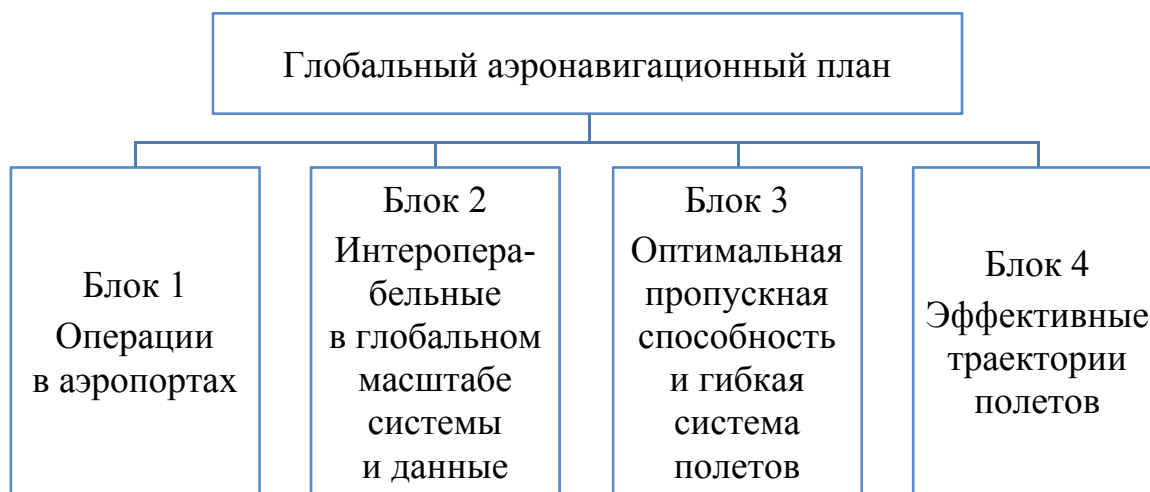 Глобальный аэронавигационный план
Блок 1
Операции
в аэропортах
Блок 2
Интеропера-
бельные
в глобальном
масштабе
системы
и данные
Блок 3
Оптимальная
пропускная
способность
и гибкая
система
полетов
Блок 4
Эффективные
траектории
полетов